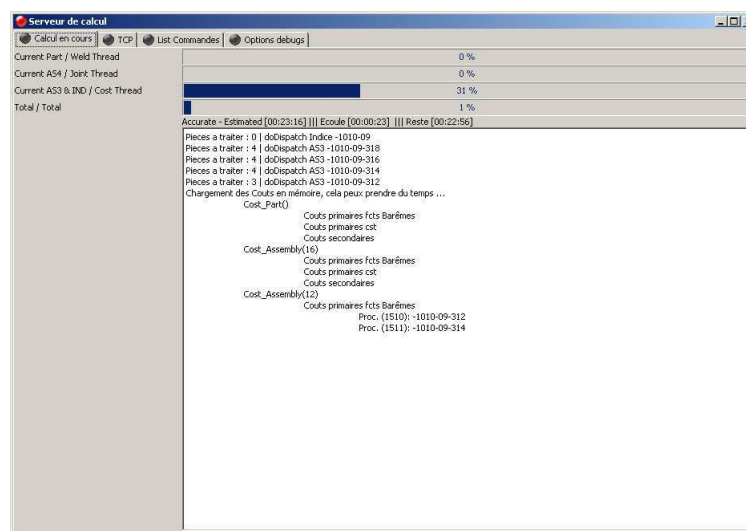 Serveur de calcul
Calcul en cours TCP List Commandes Options debugs
Current Part / Weld Thread 0 %
Current AS4 / Joint Thread 0 %
Current AS3 & IND / Cost Thread 31 %
Total / Total 1 %
Accurate - Estimated [00:23:16] ||| Ecoule [00:00:23] ||| Reste [00:22:56]
Pieces a traiter : 0 | doDispatch Indice -1010-09
Pieces a traiter : 4 | doDispatch AS3 -1010-09-318
Pieces a traiter : 4 | doDispatch AS3 -1010-09-316
Pieces a traiter : 4 | doDispatch AS3 -1010-09-314
Pieces a traiter : 3 | doDispatch AS3 -1010-09-312
Chargement des Couts en mémoire, cela peux prendre du temps ...
Cost_Part()
Couts primaires fcts Barêmes
Couts primaires cst
Couts secondaires
Cost_Assembly(16)
Couts primaires fcts Barêmes
Couts primaires cst
Couts secondaires
Cost_Assembly(12)
Couts primaires fcts Barêmes
Proc. (1510): -1010-09-312
Proc. (1511): -1010-09-314